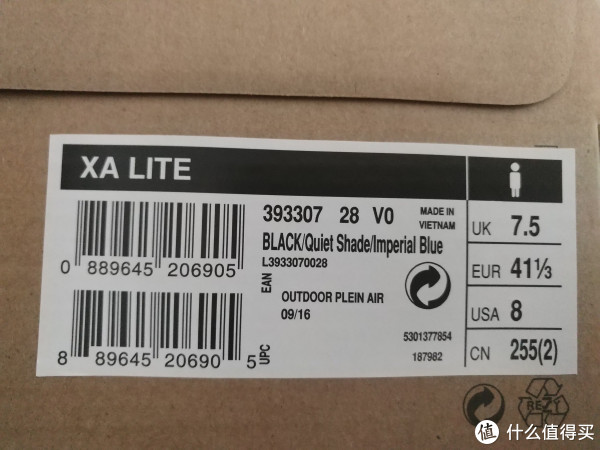 XA LITE
393307 28 V0
MADE IN
VIETNAM
BLACK/Quiet Shade/Imperial Blue
L3933070028
0 889645 206905
EAN
OUTDOOR PLEIN AIR
09/16
8 89645 20690 5
UPC
5301377854
187982
UK 7.5
EUR 41⅓
USA 8
CN 255(2)
值 什么值得买